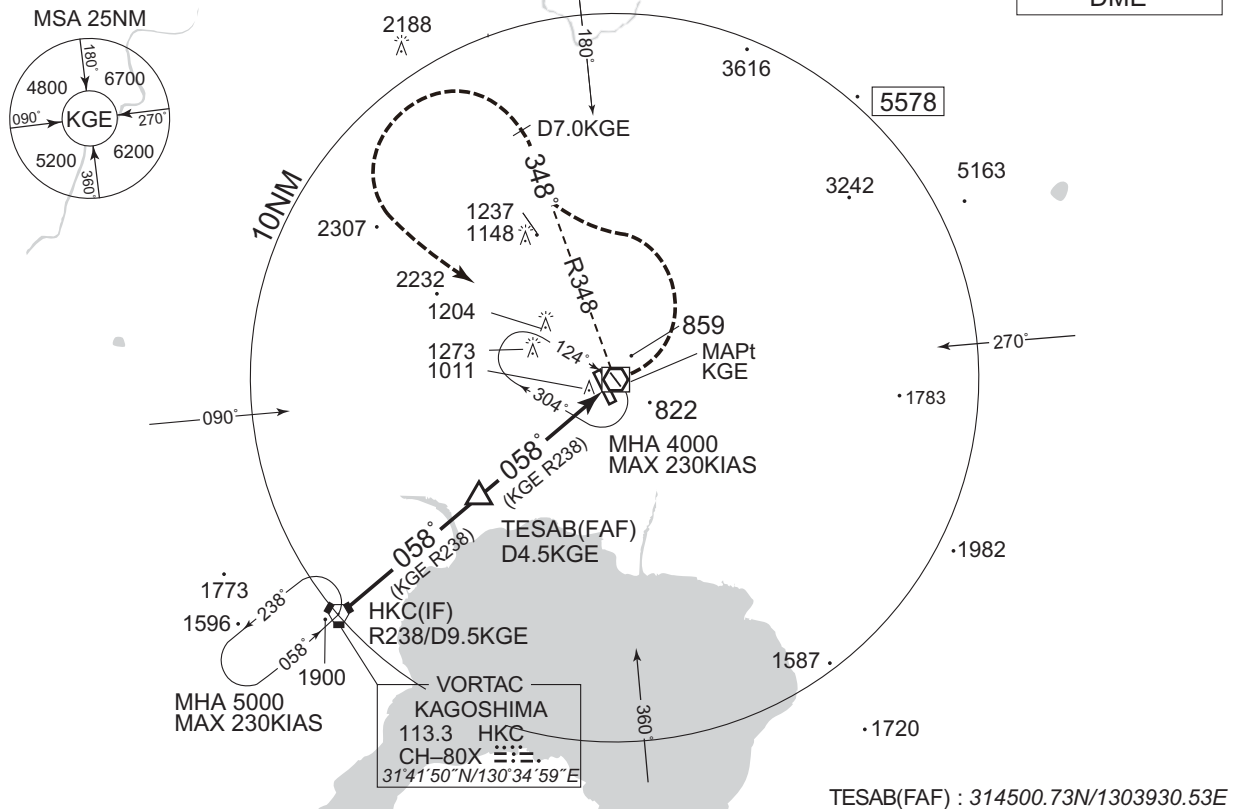 DME
MSA 25NM
180°
4800
6700
090°
KGE
270°
5200
6200
360°
2188
180°
3616
5578
D7.0KGE
348°
10NM
3242
5163
1237
1148
2307
R348
2232
1204
859
MAPt
KGE
1273
1011
124°
304°
270°
090°
822
1783
MHA 4000
MAX 230KIAS
058°
(KGE R238)
TESAB(FAF)
D4.5KGE
058°
(KGE R238)
1982
1773
1596
238°
058°
HKC(IF)
R238/D9.5KGE
1900
1587
MHA 5000
MAX 230KIAS
VORTAC
KAGOSHIMA
113.3 HKC
CH–80X
31°41´50˝N/130°34´59˝E
360°
1720
TESAB(FAF) : 314500.73N/1303930.53E